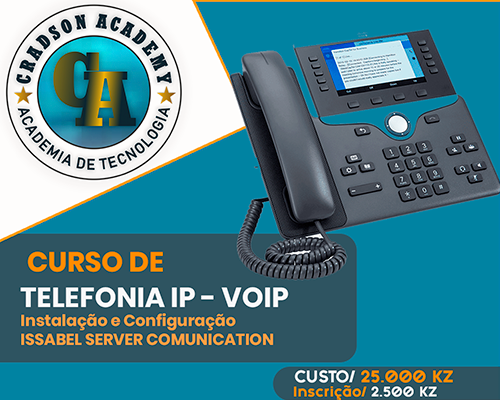 CRADSON ACADEMY
CA
ACADEMIA DE TECNOLOGIA
CURSO DE
TELEFONIA IP - VOIP
Instalação e Configuração
ISSABEL SERVER COMUNICATION
CUSTO/ 25.000 KZ
Inscrição/ 2.500 KZ